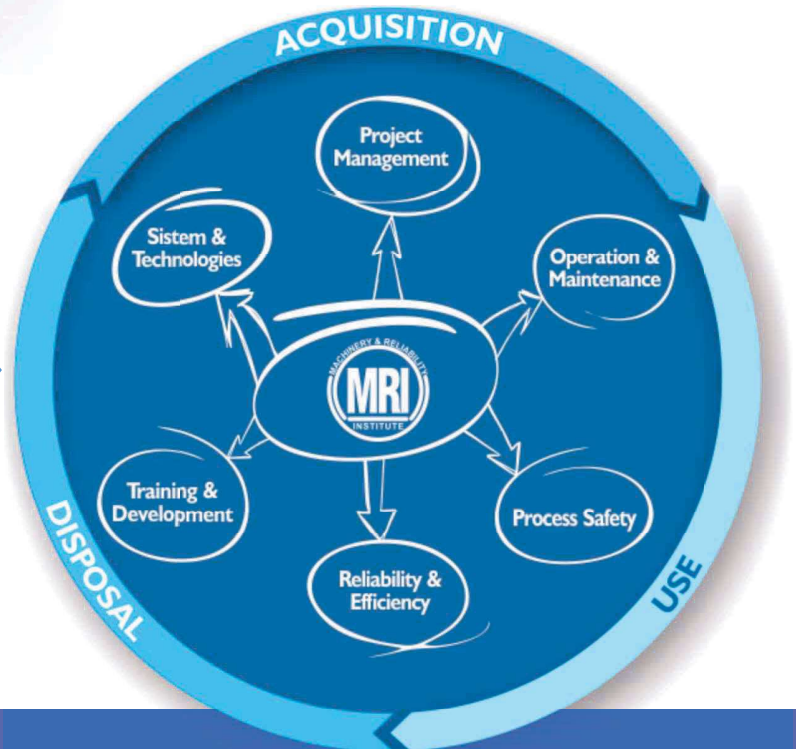 ACQUISITION
Project
Management
Sistem &
Technologies
Operation &
Maintenance
MACHINERY & RELIABILITY
MRI
INSTITUTE
Training &
Development
Process Safety
Reliability &
Efficiency
DISPOSAL
USE